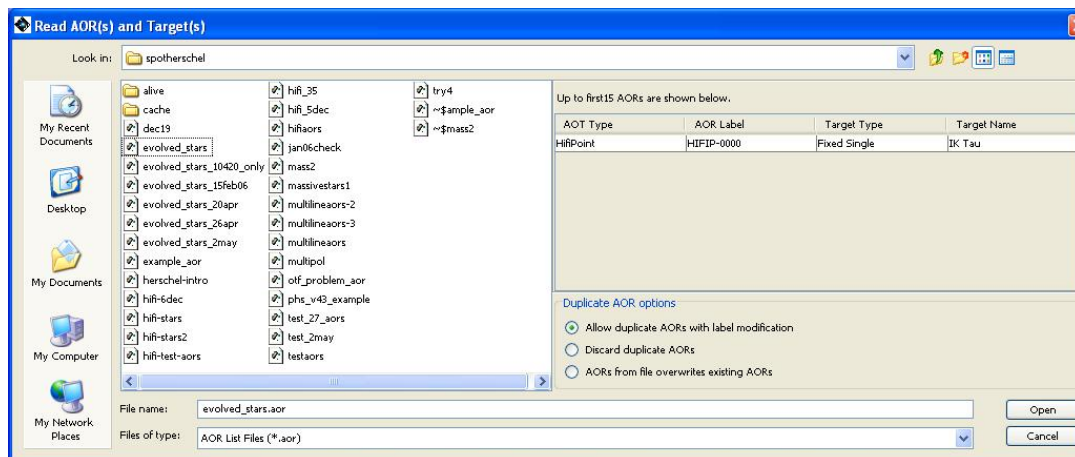 Read AOR(s) and Target(s)
Look in:
spotherschel
My Recent
Documents
Desktop
My Documents
My Computer
My Network
Places
alive
cache
dec19
evolved_stars
evolved_stars_10420_only
evolved_stars_15feb06
evolved_stars_20apr
evolved_stars_26apr
evolved_stars_2may
example_aor
herschel-intro
hifi-6dec
hifi-stars
hifi-stars2
hifi-test-aors
hifi_35
hifi_5dec
hifiaors
jan06check
mass2
massivestars1
multilineaors-2
multilineaors-3
multilineaors
multipol
otf_problem_aor
phs_v43_example
test_27_aors
test_2may
testaors
try4
~$ample_aor
~$mass2
Up to first15 AORs are shown below.
AOT Type AOR Label Target Type Target Name
HifiPoint HIFIP-0000 Fixed Single IK Tau
Duplicate AOR options
Allow duplicate AORs with label modification
Discard duplicate AORs
AORs from file overwrites existing AORs
File name: evolved_stars.aor
Open
Files of type: AOR List Files (*.aor)
Cancel